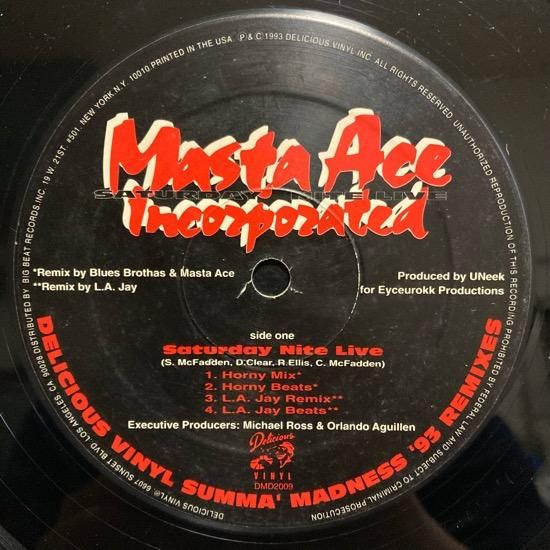 DELICIOUS VINYL® 6607 SUNSET BLVD. LOS ANGELES, CA 90028 DISTRIBUTED BY BIG BEAT RECORDS, INC. 19 W. 21ST. #501. NEW YORK, N.Y. 10010 PRINTED IN THE USA. P & C 1993 DELICIOUS VINYL INC. ALL RIGHTS RESERVED. UNAUTHORIZED REPRODUCTION OF THIS RECORDING IS PROHIBITED BY FEDERAL LAW AND SUBJECT TO CRIMINAL PROSECUTION
Masta Ace
SATURDAY NITE LIVE
Incorporated
*Remix by Blues Brothas & Masta Ace
**Remix by L.A. Jay
Produced by UNeek
for Eyceurokk Productions
side one
Saturday Nite Live
(S. McFadden, D.Clear, R.Ellis, C. McFadden)
1. Horny Mix*
2. Horny Beats*
3. L.A. Jay Remix**
4. L.A. Jay Beats**
Executive Producers: Michael Ross & Orlando Aguillen
Delicious
VINYL
DMD2009
DELICIOUS VINYL SUMMA' MADNESS '93 REMIXES